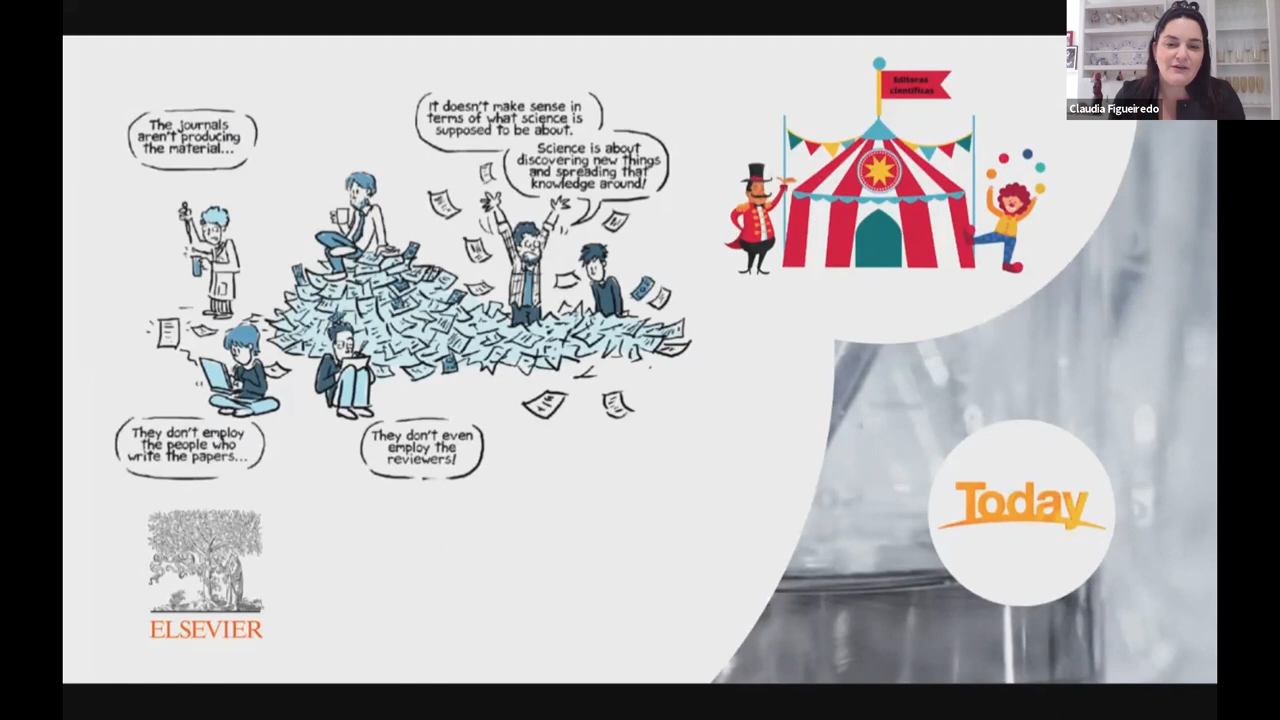 The journals
aren't producing
the material...
It doesn't make sense in
terms of what science is
supposed to be about.
Science is about
discovering new things
and spreading that
knowledge around!
Editoras
científicas
Claudia Figueiredo
They don't employ
the people who
write the papers...
They don't even
employ the
reviewers!
Today
ELSEVIER